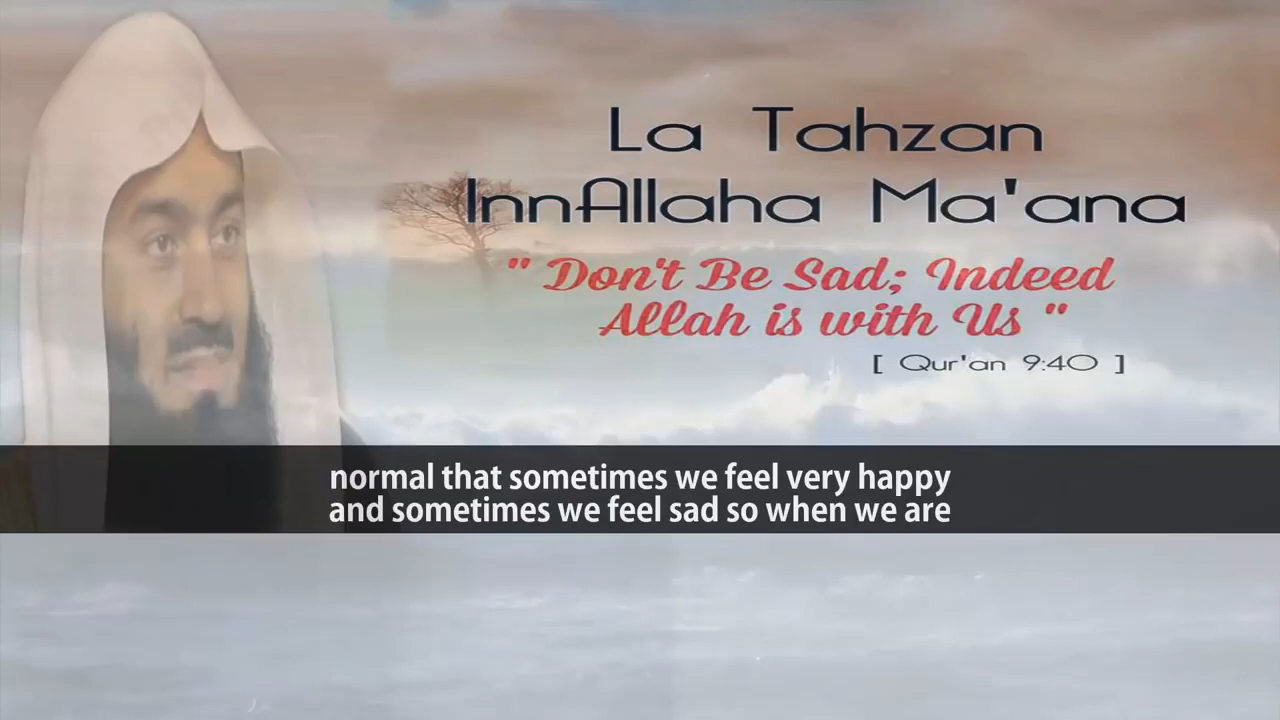 La Tahzan
InnAllaha Ma'ana
" Don't Be Sad; Indeed
Allah is with Us "
[ Qur'an 9:40 ]
normal that sometimes we feel very happy
and sometimes we feel sad so when we are